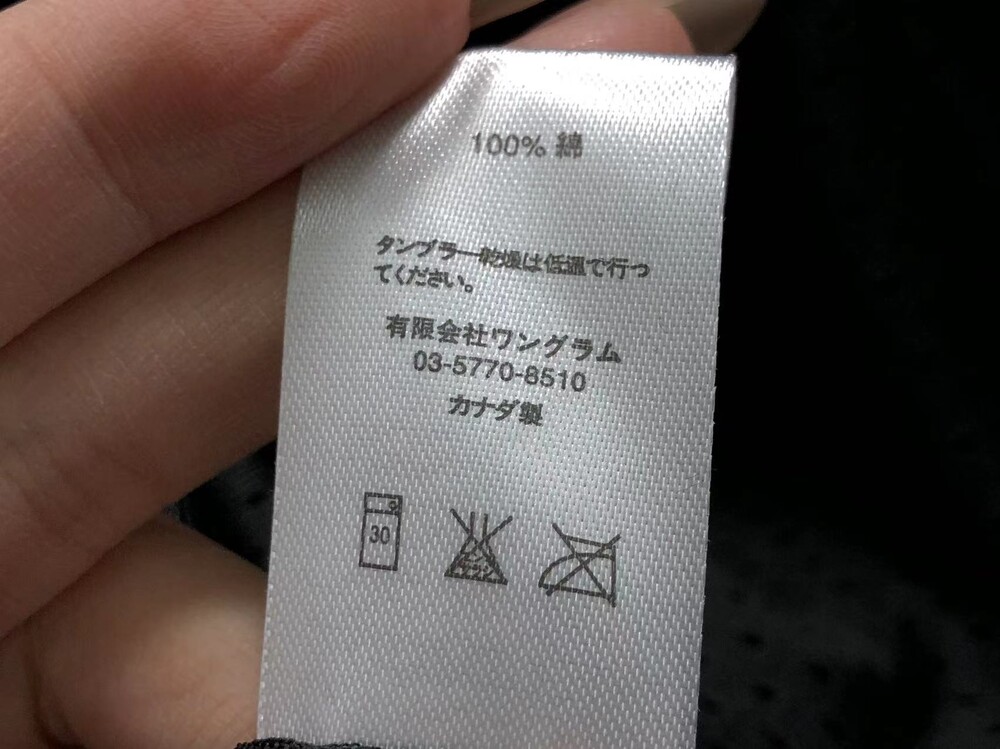 100% 綿
タンブラー乾燥は低温で行っ
てください。
有限会社ワングラム
03-5770-8510
カナダ製
30